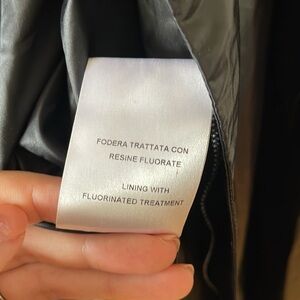 FODERA TRATTATA CON
RESINE FLUORATE
LINING WITH
FLUORINATED TREATMENT